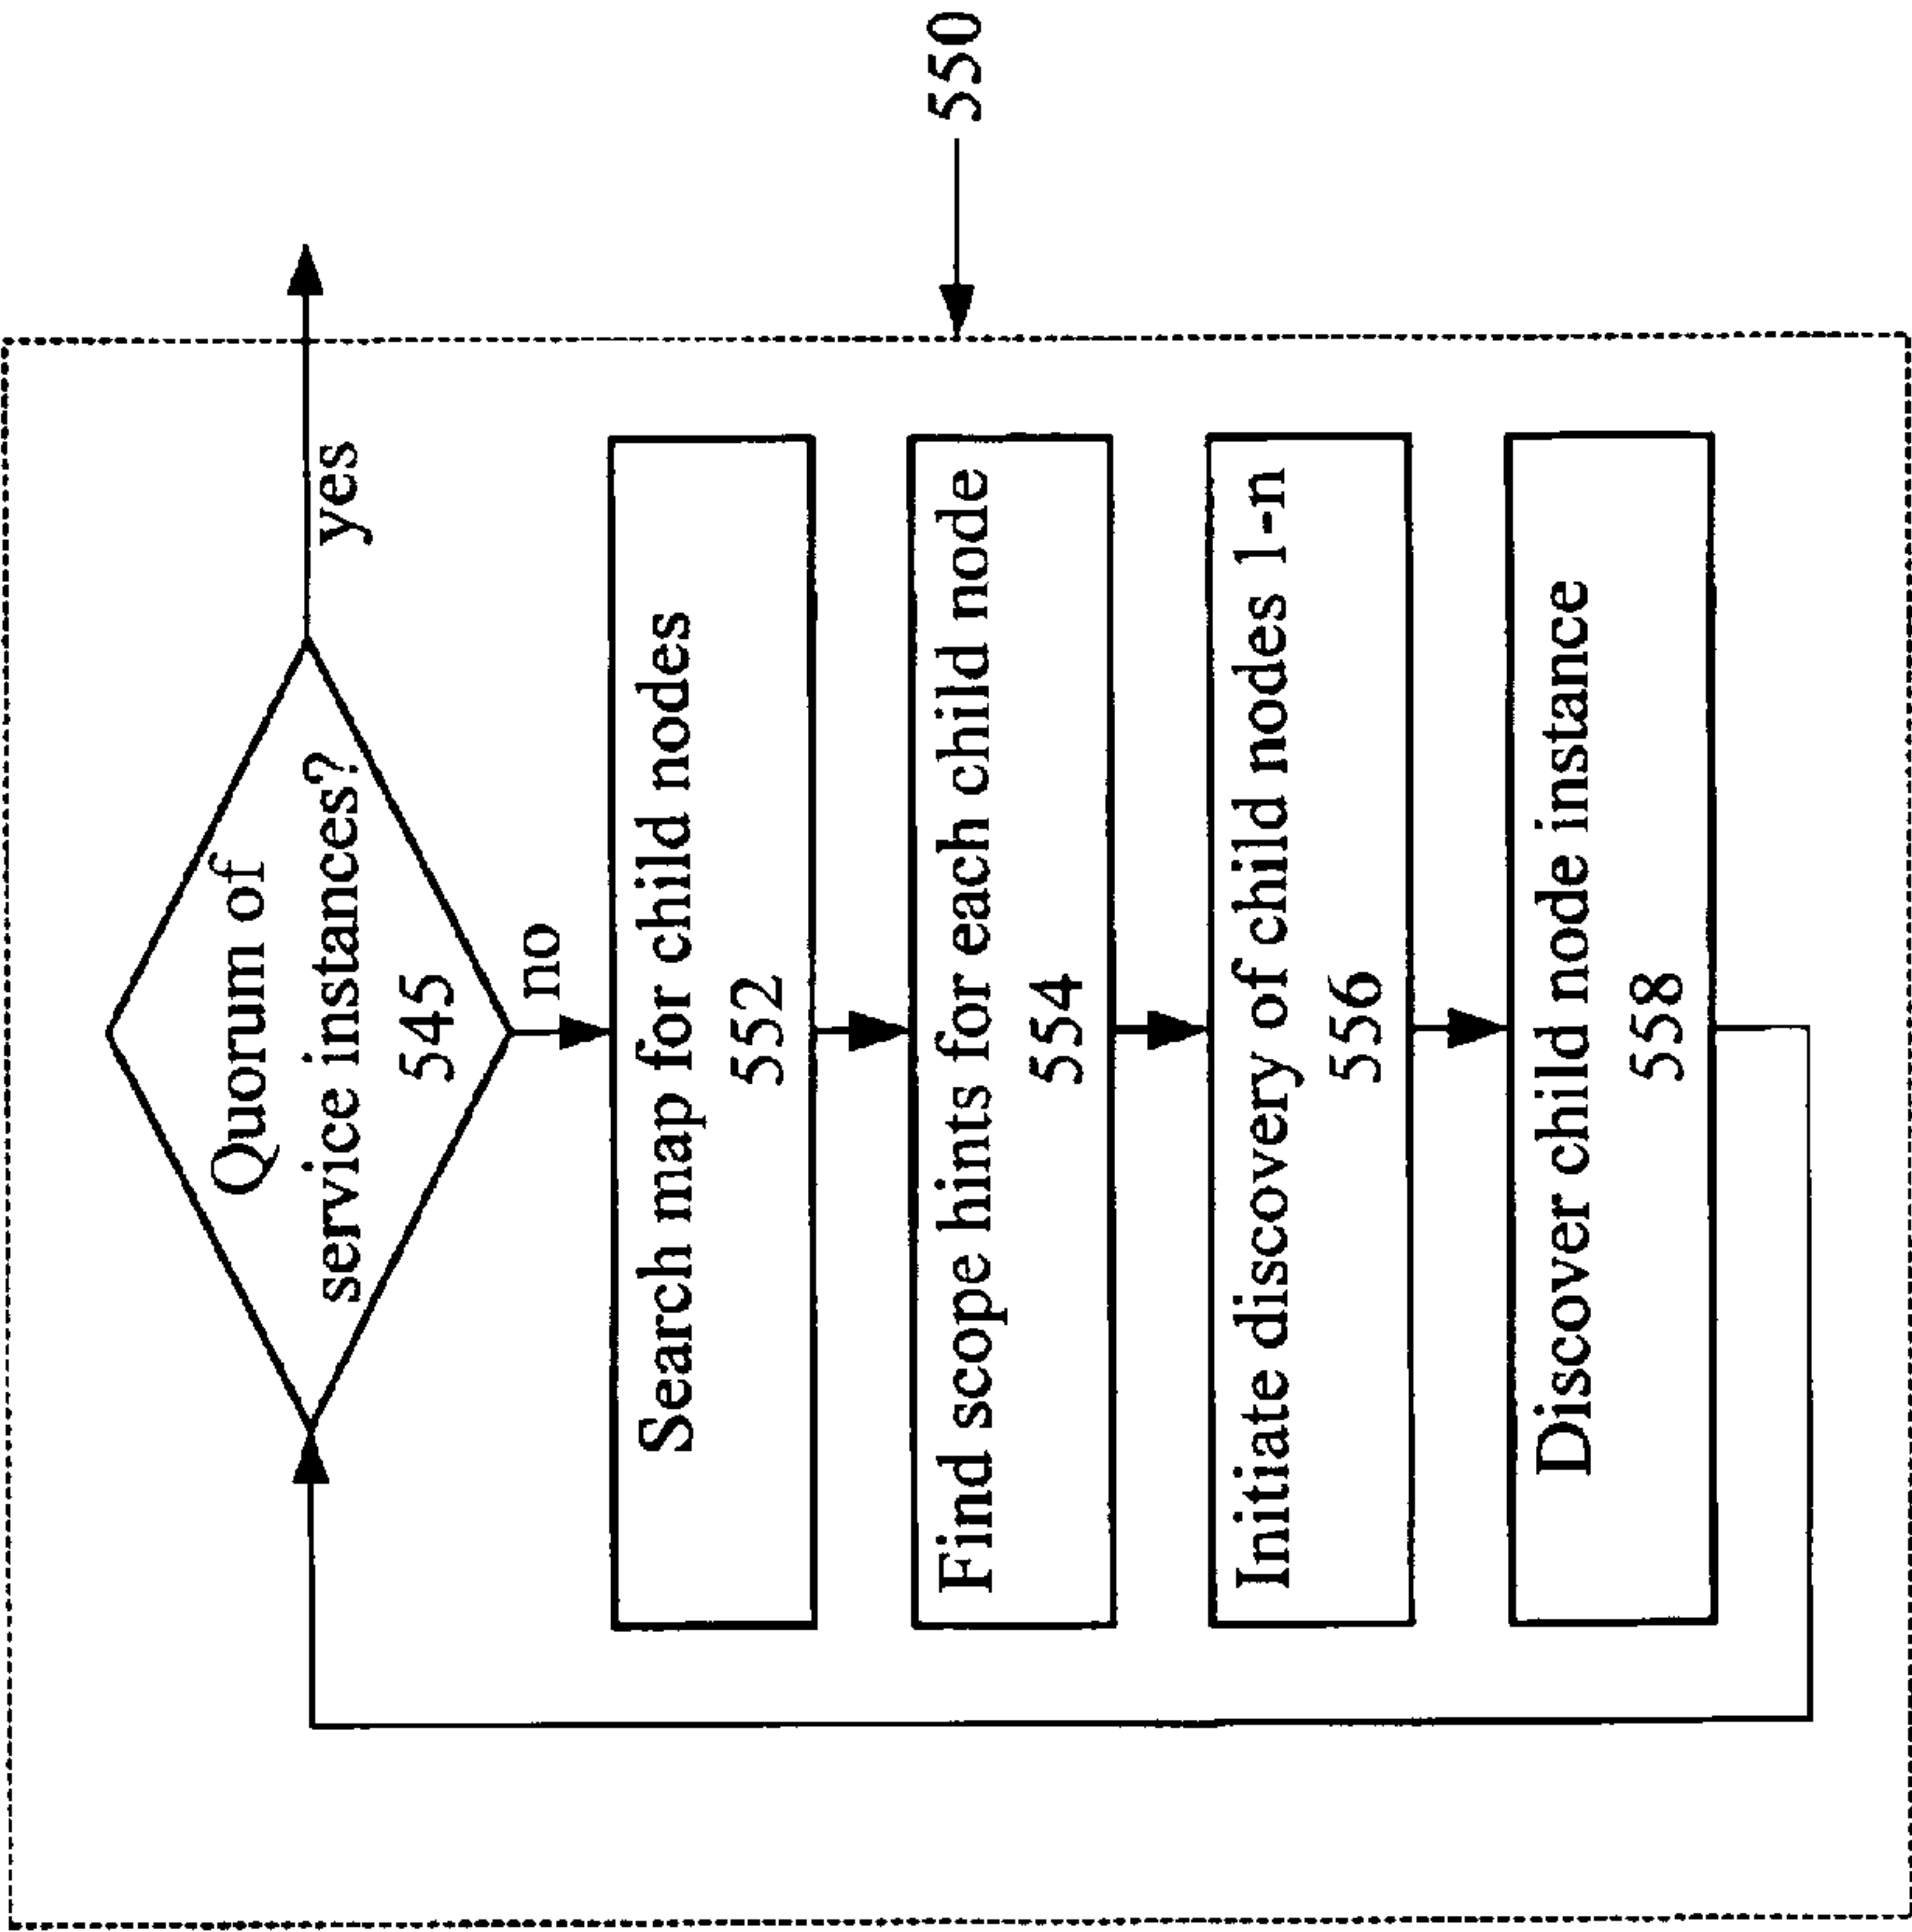 Quorum of
service instances?
545
yes
no
Search map for child nodes
552
Find scope hints for each child node
554
550
Initiate discovery of child nodes 1-n
556
Discover child node instance
558